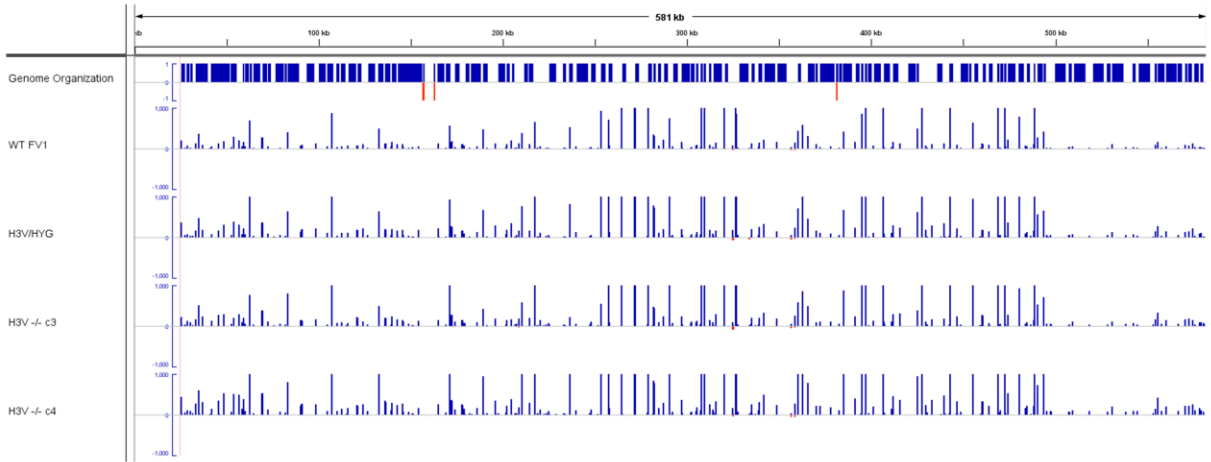 581 kb
kb 100 kb 200 kb 300 kb 400 kb 500 kb
Genome Organization
1
0
-1
WT FV1
1,000
0
-1,000
H3V/HYG
1,000
0
-1,000
H3V -/- c3
1,000
0
-1,000
H3V -/- c4
1,000
0
-1,000